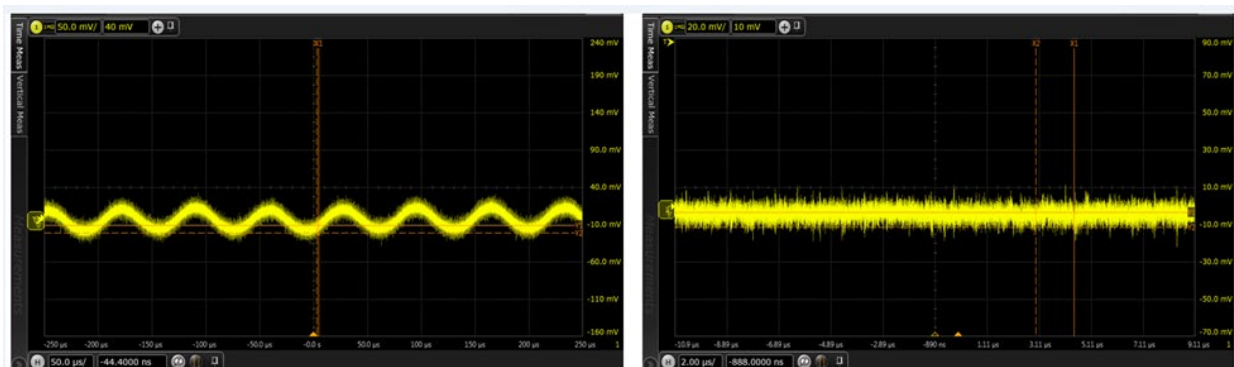 1 50.0 mV/ 40 mV
Time Meas
Vertical Meas
Measurements
X1
240 mV
190 mV
140 mV
90.0 mV
40.0 mV
-10.0 mV
-60.0 mV
-110 mV
-160 mV
-250 µs -200 µs -150 µs -100 µs -50.0 µs -0.0 s 50.0 µs 100 µs 150 µs 200 µs 250 µs 1
H 50.0 µs/ -44.4000 ns
1 20.0 mV/ 10 mV
Time Meas
Vertical Meas
Measurements
T
X2 X1
90.0 mV
70.0 mV
50.0 mV
30.0 mV
10.0 mV
-10.0 mV
-30.0 mV
-50.0 mV
-70.0 mV
-10.9 µs -8.89 µs -6.89 µs -4.89 µs -2.89 µs -890 ns 1.11 µs 3.11 µs 5.11 µs 7.11 µs 9.11 µs 1
H 2.00 µs/ -888.0000 ns